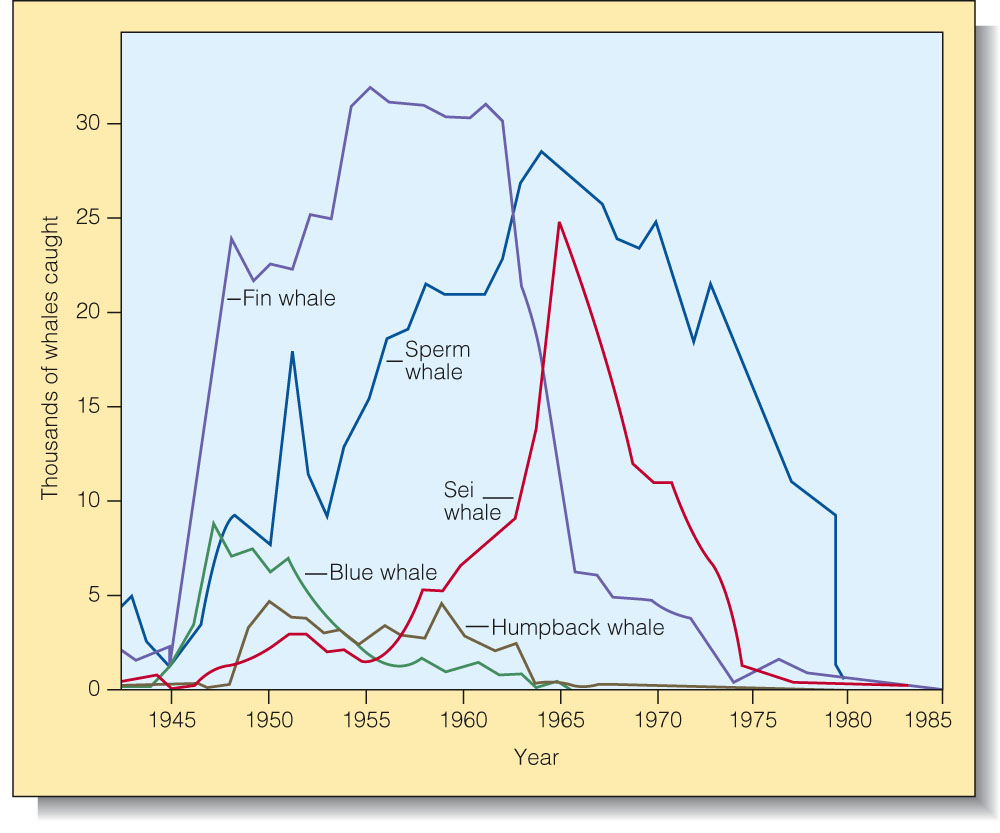 Thousands of whales caught
30
25
20
15
10
5
0
Fin whale
Sperm
whale
Sei
whale
Blue whale
Humpback whale
1945 1950 1955 1960 1965 1970 1975 1980 1985
Year